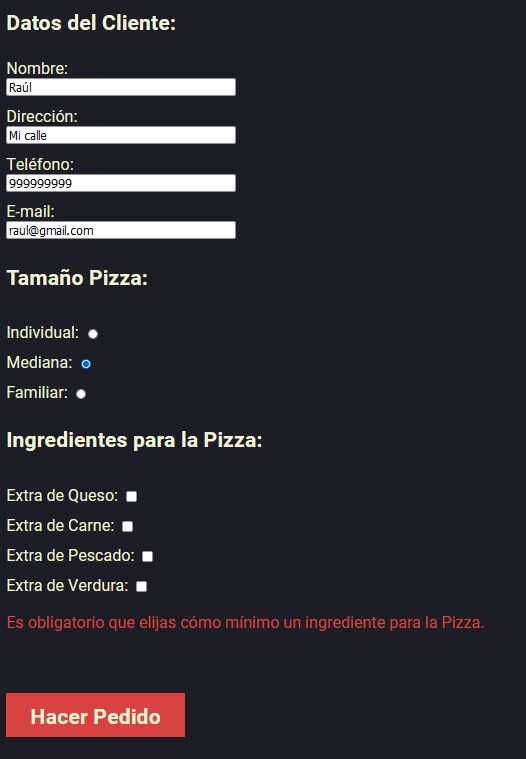 Datos del Cliente:
Nombre:
Raúl
Dirección:
Mi calle
Teléfono:
999999999
E-mail:
raul@gmail.com
Tamaño Pizza:
Individual:
Mediana:
Familiar:
Ingredientes para la Pizza:
Extra de Queso:
Extra de Carne:
Extra de Pescado:
Extra de Verdura:
Es obligatorio que elijas cómo mínimo un ingrediente para la Pizza.
Hacer Pedido